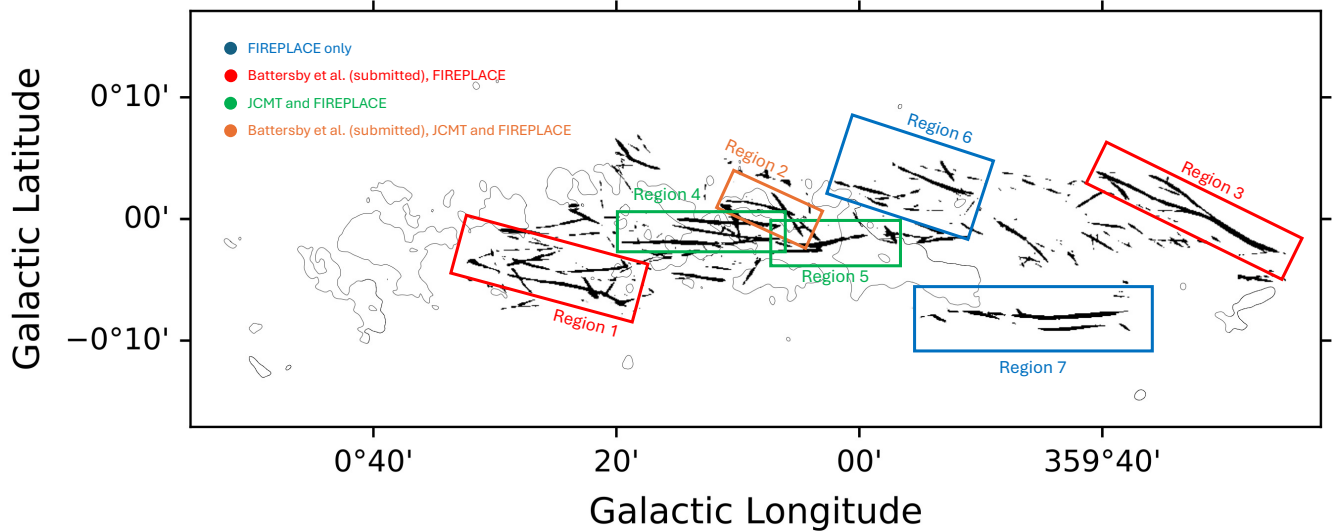 FIREPLACE only
Battersby et al. (submitted), FIREPLACE
JCMT and FIREPLACE
Battersby et al. (submitted), JCMT and FIREPLACE
Region 6
Region 2
Region 3
Region 4
Region 5
Region 1
Region 7
Galactic Latitude
0°10'
00'
−0°10'
0°40'
20'
00'
359°40'
Galactic Longitude